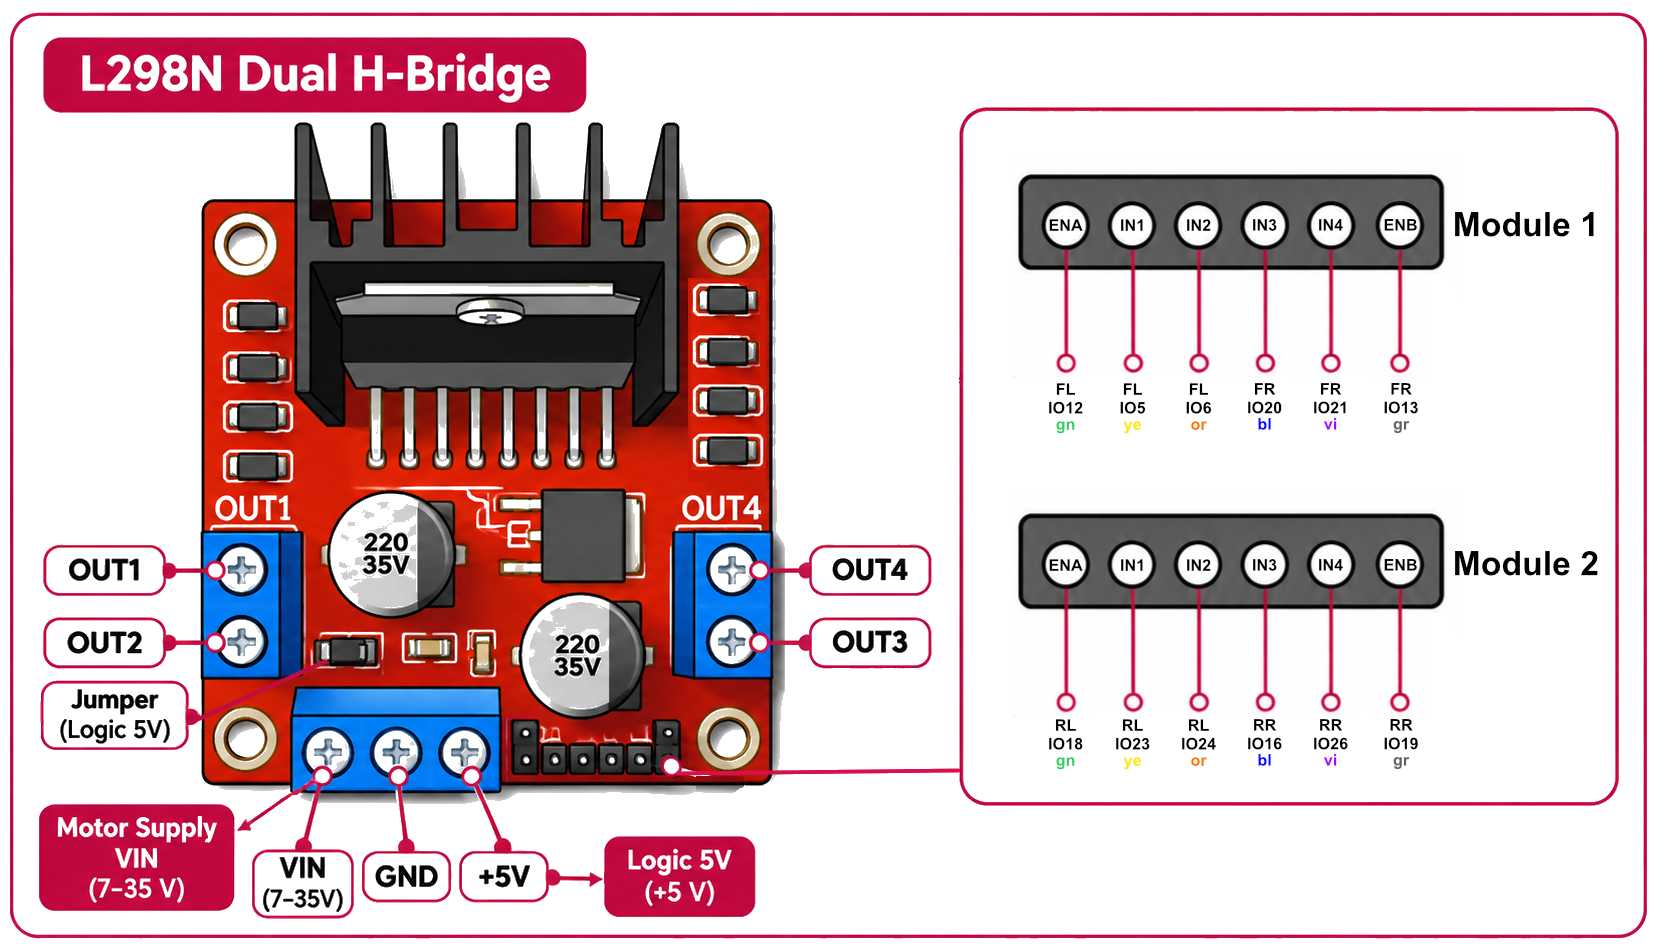 L298N Dual H-Bridge
OUT1
OUT4
220
35V
220
35V
OUT1
OUT2
Jumper
(Logic 5V)
OUT4
OUT3
Motor Supply
VIN
(7–35 V)
VIN
(7–35V)
GND
+5V
Logic 5V
(+5 V)
ENA IN1 IN2 IN3 IN4 ENB
Module 1
FL FL FL FR FR FR
IO12 IO5 IO6 IO20 IO21 IO13
gn ye or bl vi gr
ENA IN1 IN2 IN3 IN4 ENB
Module 2
RL RL RL RR RR RR
IO18 IO23 IO24 IO16 IO26 IO19
gn ye or bl vi gr